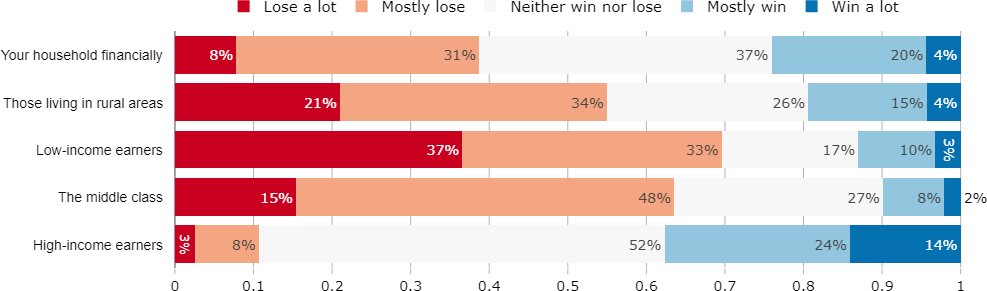 Lose a lot Mostly lose Neither win nor lose Mostly win Win a lot
Your household financially 8% 31% 37% 20% 4%
Those living in rural areas 21% 34% 26% 15% 4%
Low-income earners 37% 33% 17% 10% 3%
The middle class 15% 48% 27% 8% 2%
High-income earners 3% 8% 52% 24% 14%
0 0.1 0.2 0.3 0.4 0.5 0.6 0.7 0.8 0.9 1